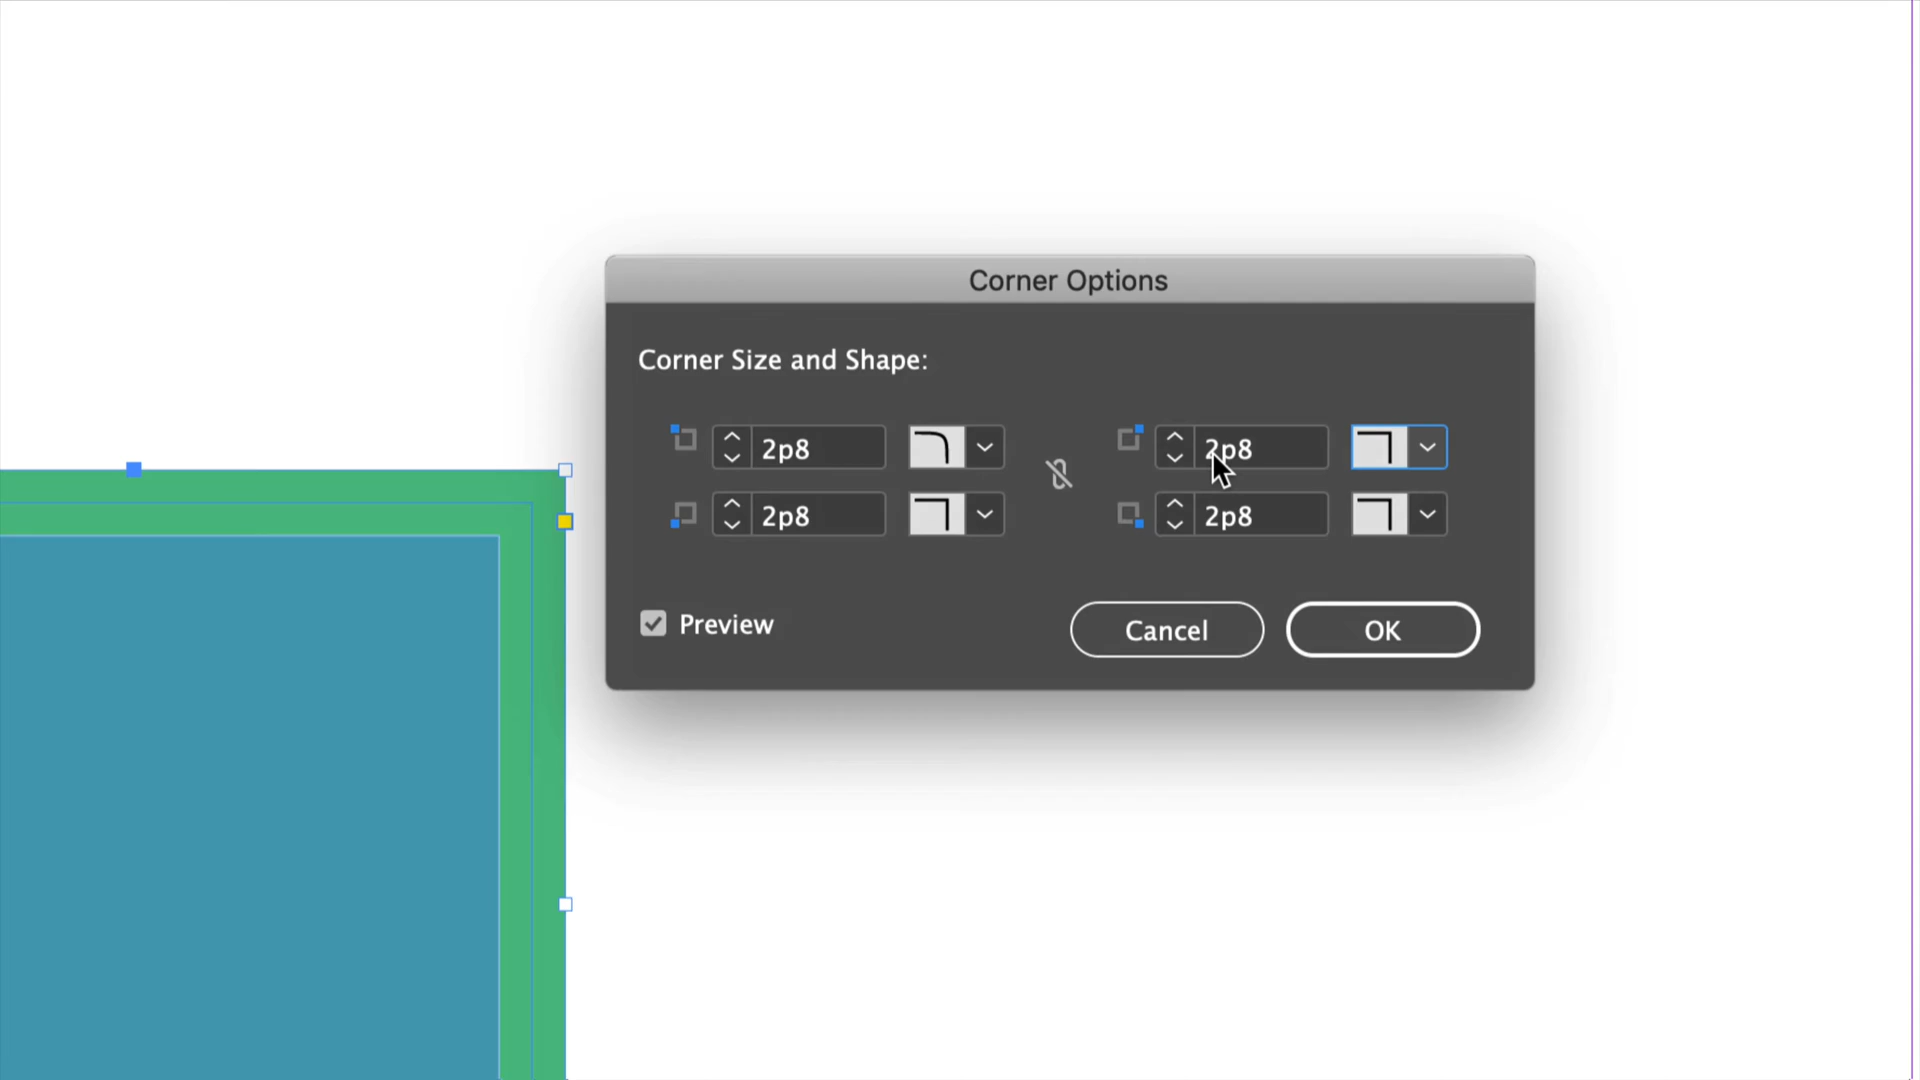 Corner Options
Corner Size and Shape:
2p8 2p8
2p8 2p8
Preview Cancel OK